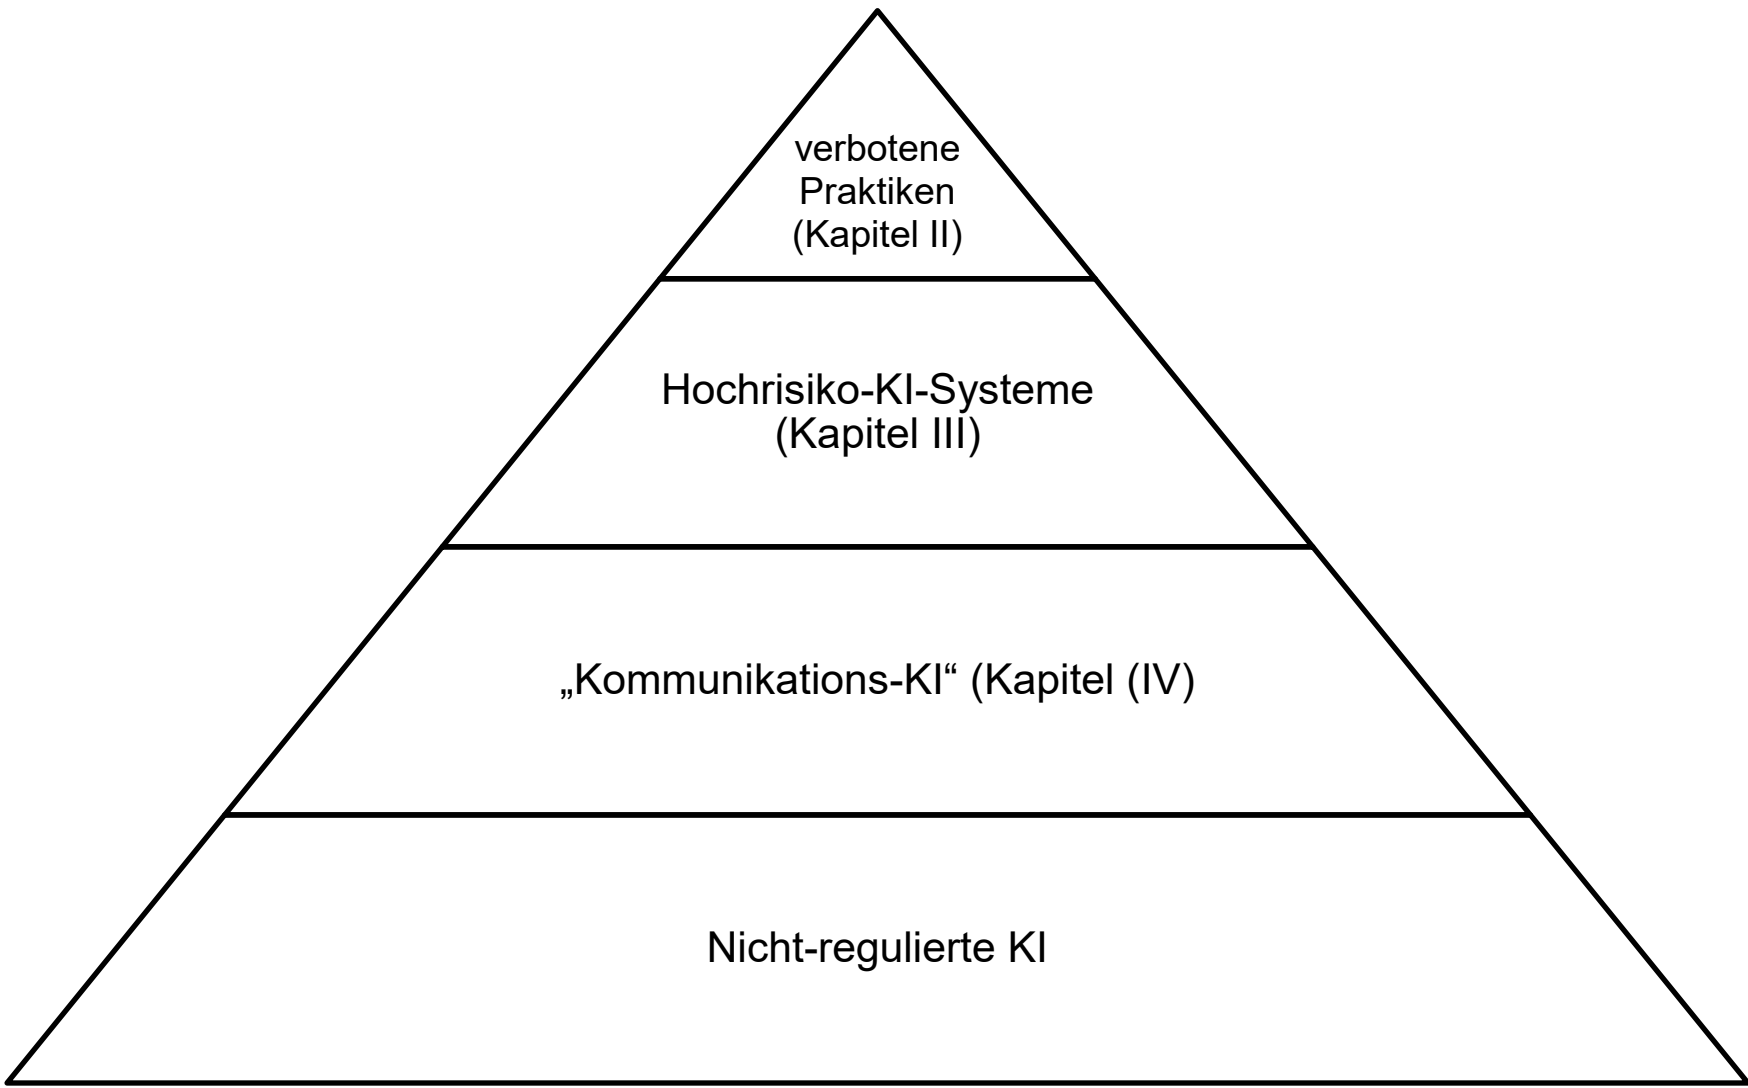 verbotene
Praktiken
(Kapitel II)
Hochrisiko-KI-Systeme
(Kapitel III)
„Kommunikations-KI“ (Kapitel (IV)
Nicht-regulierte KI